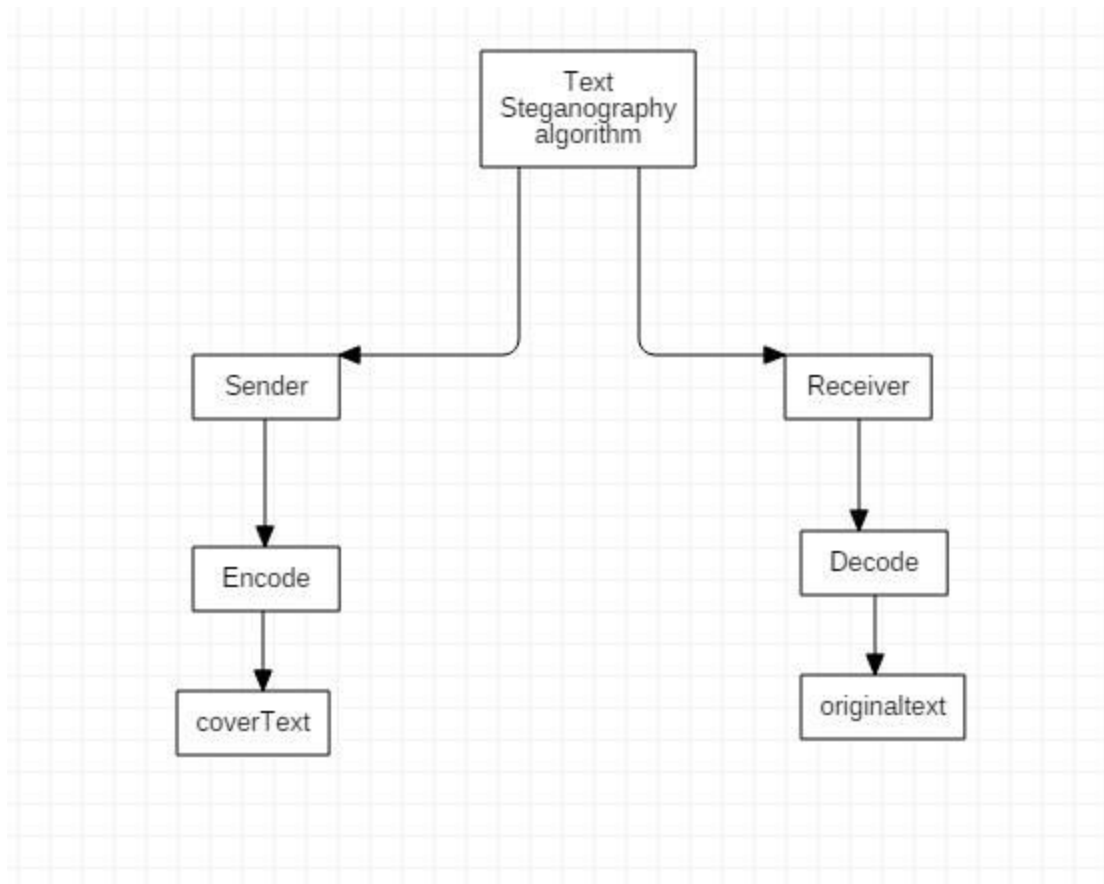 Text
Steganography
algorithm
Sender
Receiver
Encode
Decode
coverText
originaltext